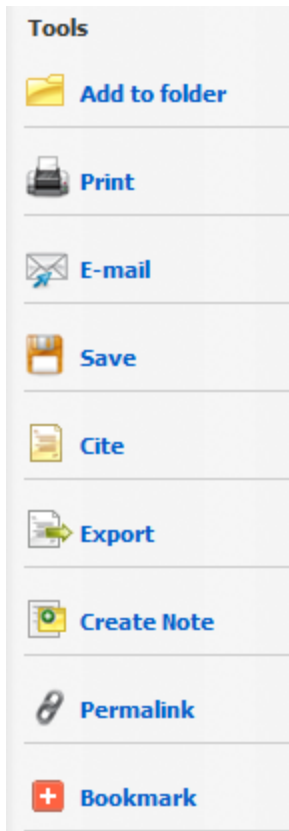 Tools
Add to folder
Print
E-mail
Save
Cite
Export
Create Note
Permalink
Bookmark